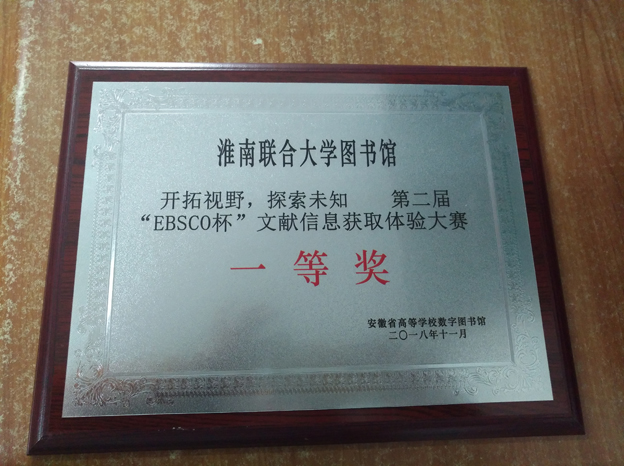 淮南联合大学图书馆
开拓视野，探索未知 第二届
“EBSCO杯”文献信息获取体验大赛
一等奖
安徽省高等学校数字图书馆
二〇一八年十一月